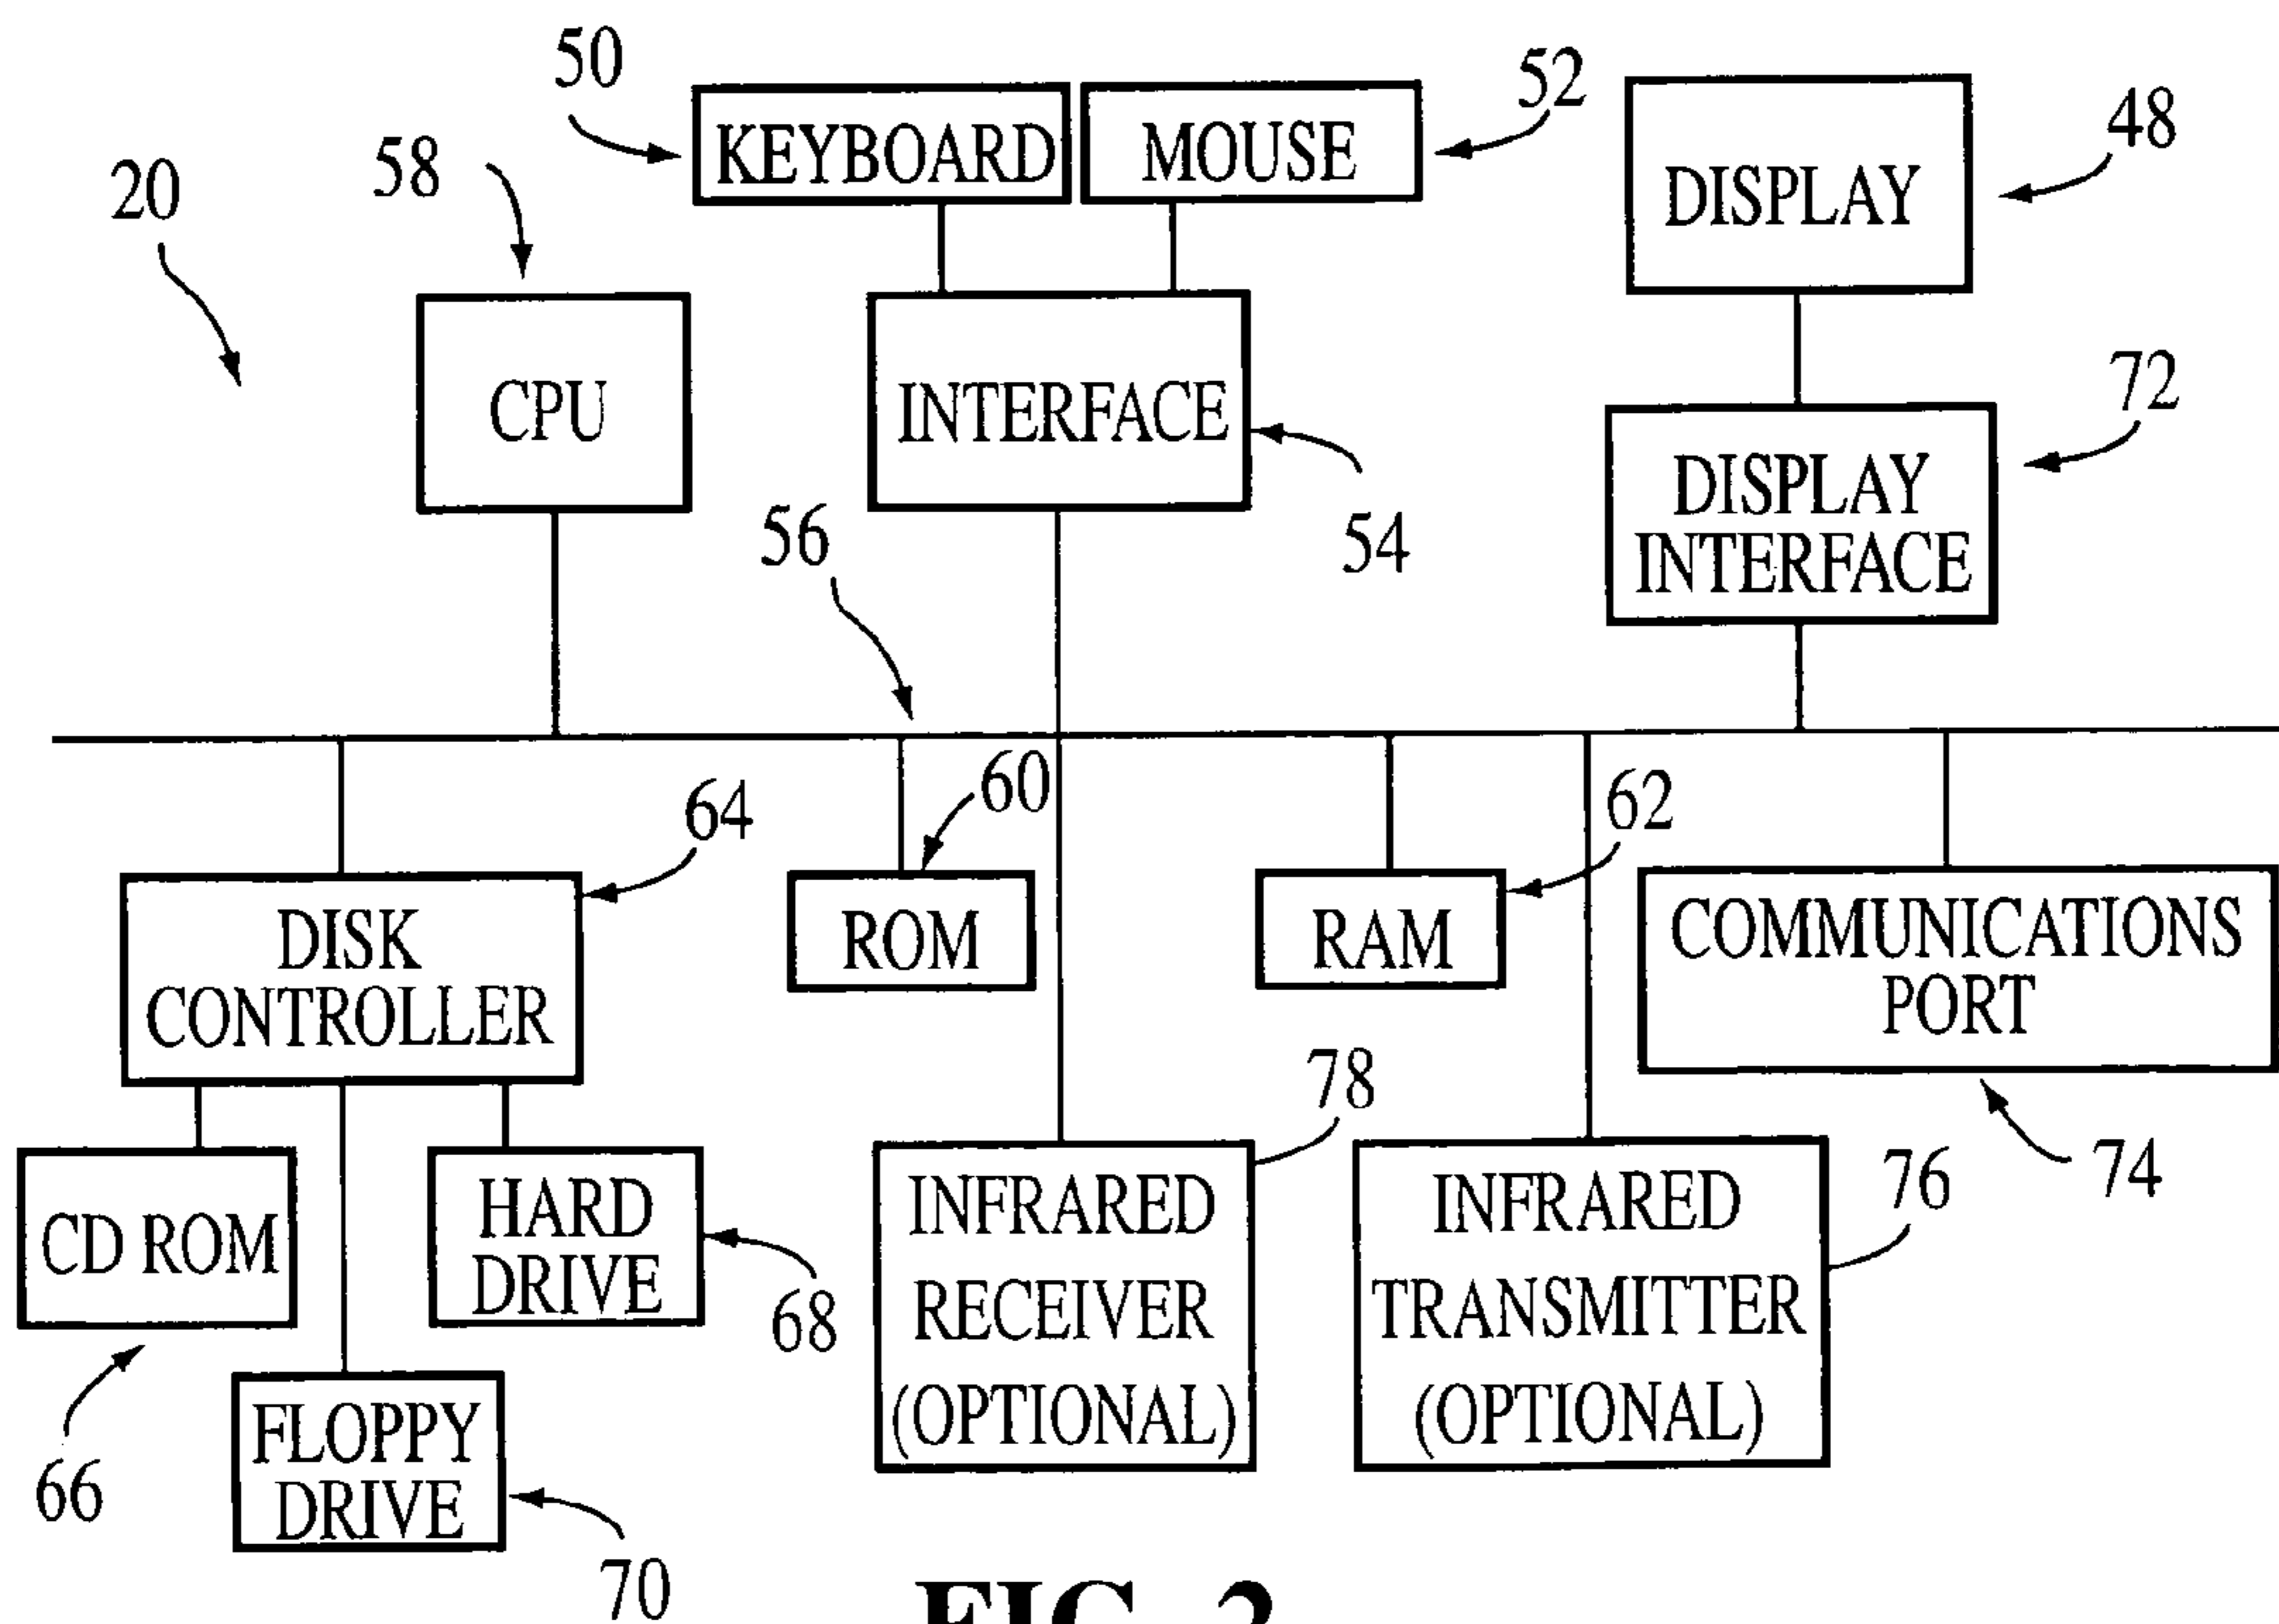 50
KEYBOARD
MOUSE
52
DISPLAY
48
58
20
CPU
INTERFACE
54
72
DISPLAY
INTERFACE
56
64
60
62
DISK
CONTROLLER
ROM
RAM
COMMUNICATIONS
PORT
74
CD ROM
66
HARD
DRIVE
68
FLOPPY
DRIVE
70
78
INFRARED
RECEIVER
(OPTIONAL)
INFRARED
TRANSMITTER
(OPTIONAL)
76
FIG. 2